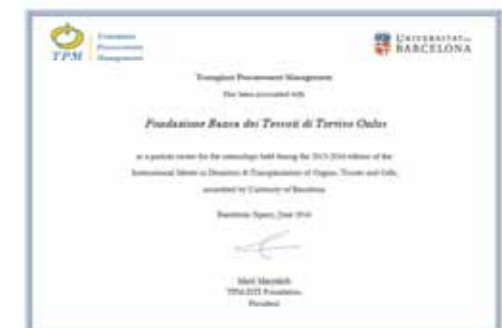 TPM
Transplant
Procurement
Management
UNIVERSITAT DE
BARCELONA
Transplant Procurement Management
Has been associated with
Fondazione Banca dei Tessuti di Treviso Onlus
as a partner center for the internships held during the 2013-2014 edition of the
International Master in Donation & Transplantation of Organs, Tissues and Cells,
accredited by University of Barcelona
Barcelona (Spain), June 2014
Martí Manyalich
TPM-DTI Foundation
President